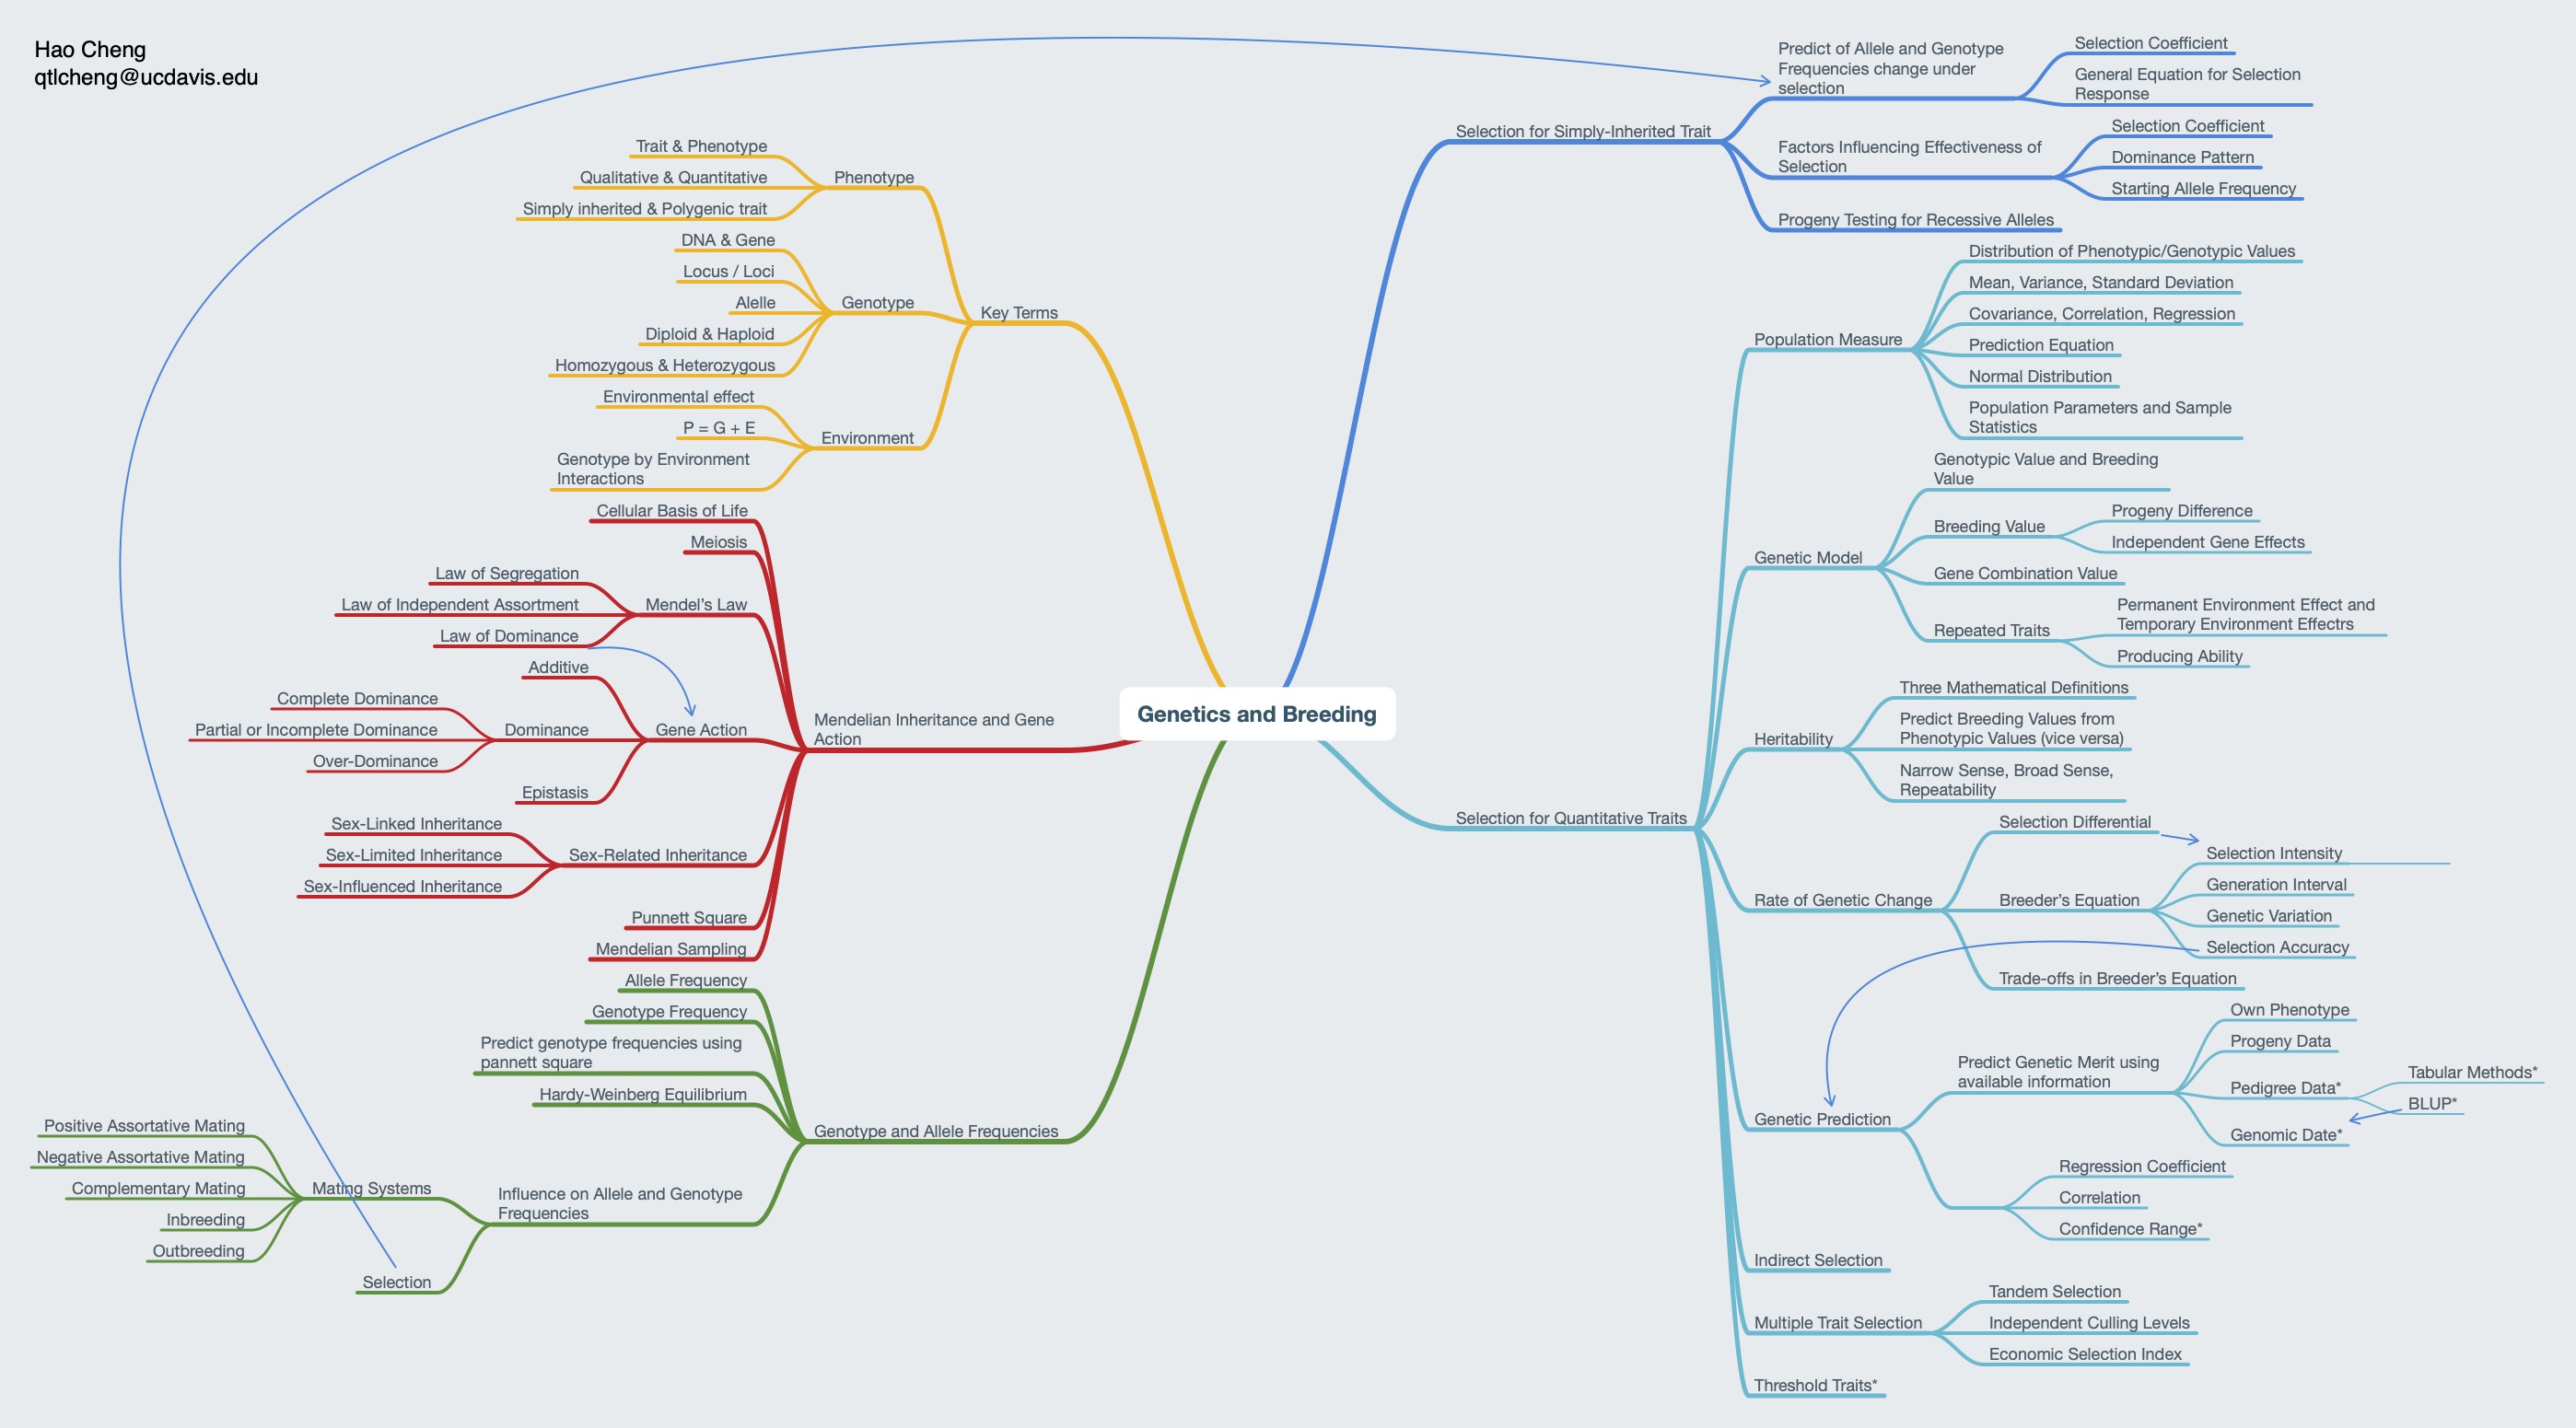 Hao Cheng
qtlcheng@ucdavis.edu
Genetics and Breeding
Key Terms
Phenotype
Trait & Phenotype
Qualitative & Quantitative
Simply inherited & Polygenic trait
Genotype
DNA & Gene
Locus / Loci
Alelle
Diploid & Haploid
Homozygous & Heterozygous
Environment
Environmental effect
P = G + E
Genotype by Environment
Interactions
Mendelian Inheritance and Gene
Action
Cellular Basis of Life
Meiosis
Mendel's Law
Law of Segregation
Law of Independent Assortment
Law of Dominance
Gene Action
Additive
Dominance
Complete Dominance
Partial or Incomplete Dominance
Over-Dominance
Epistasis
Sex-Related Inheritance
Sex-Linked Inheritance
Sex-Limited Inheritance
Sex-Influenced Inheritance
Punnett Square
Mendelian Sampling
Genotype and Allele Frequencies
Allele Frequency
Genotype Frequency
Predict genotype frequencies using
pannett square
Hardy-Weinberg Equilibrium
Influence on Allele and Genotype
Frequencies
Mating Systems
Positive Assortative Mating
Negative Assortative Mating
Complementary Mating
Inbreeding
Outbreeding
Selection
Selection for Simply-Inherited Trait
Predict of Allele and Genotype
Frequencies change under
selection
Selection Coefficient
General Equation for Selection
Response
Factors Influencing Effectiveness of
Selection
Selection Coefficient
Dominance Pattern
Starting Allele Frequency
Progeny Testing for Recessive Alleles
Selection for Quantitative Traits
Population Measure
Distribution of Phenotypic/Genotypic Values
Mean, Variance, Standard Deviation
Covariance, Correlation, Regression
Prediction Equation
Normal Distribution
Population Parameters and Sample
Statistics
Genetic Model
Genotypic Value and Breeding
Value
Breeding Value
Progeny Difference
Independent Gene Effects
Gene Combination Value
Repeated Traits
Permanent Environment Effect and
Temporary Environment Effectrs
Producing Ability
Heritability
Three Mathematical Definitions
Predict Breeding Values from
Phenotypic Values (vice versa)
Narrow Sense, Broad Sense,
Repeatability
Rate of Genetic Change
Selection Differential
Breeder's Equation
Selection Intensity
Generation Interval
Genetic Variation
Selection Accuracy
Trade-offs in Breeder's Equation
Genetic Prediction
Predict Genetic Merit using
available information
Own Phenotype
Progeny Data
Pedigree Data*
Tabular Methods*
BLUP*
Genomic Date*
Regression Coefficient
Correlation
Confidence Range*
Indirect Selection
Multiple Trait Selection
Tandem Selection
Independent Culling Levels
Economic Selection Index
Threshold Traits*